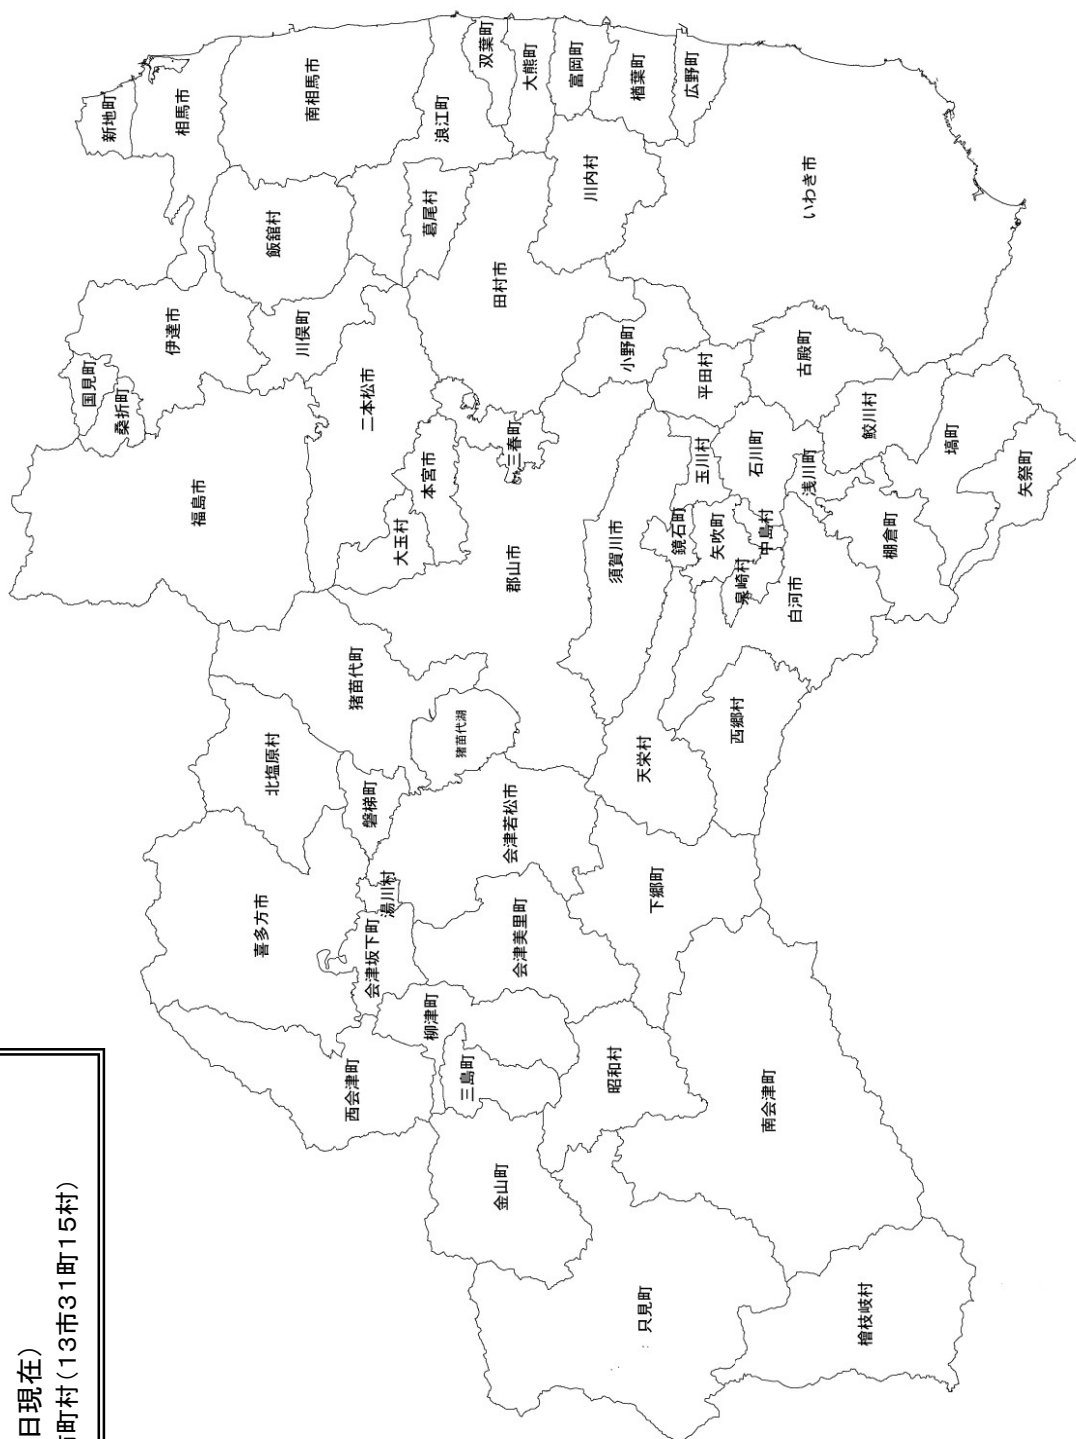 日現在）
町村（13市31町15村）
新地町
相馬市
南相馬市
浪江町
双葉町
大熊町
富岡町
楢葉町
広野町
いわき市
飯舘村
葛尾村
川内村
田村市
国見町
桑折町
伊達市
川俣町
福島市
二本松市
本宮市
大玉村
三春町
小野町
平田村
古殿町
郡山市
須賀川市
鏡石町
玉川村
石川町
浅川町
鮫川村
塙町
矢祭町
矢吹町
中島村
泉崎村
白河市
棚倉町
西郷村
天栄村
猪苗代町
猪苗代湖
北塩原村
磐梯町
会津若松市
下郷町
喜多方市
湯川村
会津坂下町
会津美里町
柳津町
三島町
西会津町
昭和村
南会津町
金山町
只見町
檜枝岐村